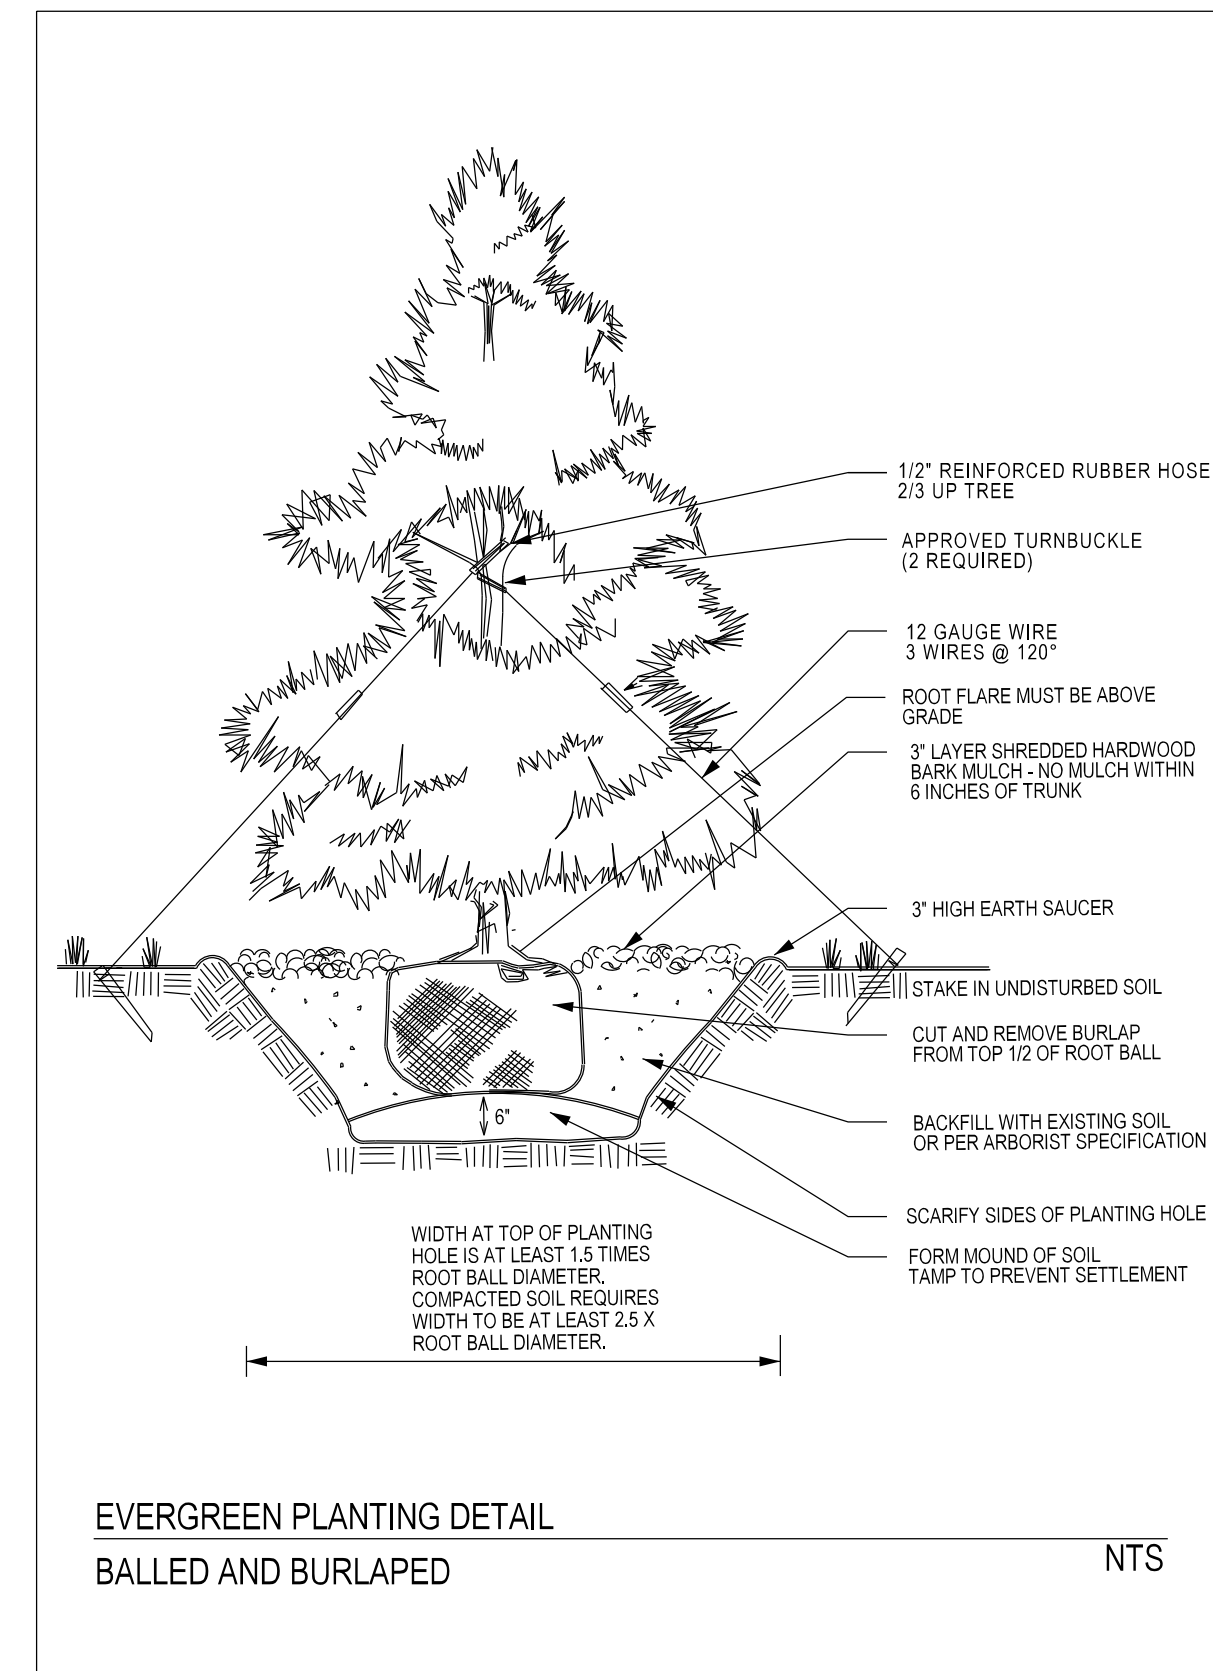 1/2" REINFORCED RUBBER HOSE
2/3 UP TREE
APPROVED TURNBUCKLE
(2 REQUIRED)
12 GAUGE WIRE
3 WIRES @ 120°
ROOT FLARE MUST BE ABOVE
GRADE
3" LAYER SHREDDED HARDWOOD
BARK MULCH - NO MULCH WITHIN
6 INCHES OF TRUNK
3" HIGH EARTH SAUCER
STAKE IN UNDISTURBED SOIL
CUT AND REMOVE BURLAP
FROM TOP 1/2 OF ROOT BALL
6"
BACKFILL WITH EXISTING SOIL
OR PER ARBORIST SPECIFICATION
SCARIFY SIDES OF PLANTING HOLE
FORM MOUND OF SOIL
TAMP TO PREVENT SETTLEMENT
WIDTH AT TOP OF PLANTING
HOLE IS AT LEAST 1.5 TIMES
ROOT BALL DIAMETER.
COMPACTED SOIL REQUIRES
WIDTH TO BE AT LEAST 2.5 X
ROOT BALL DIAMETER.
EVERGREEN PLANTING DETAIL
BALLED AND BURLAPED
NTS